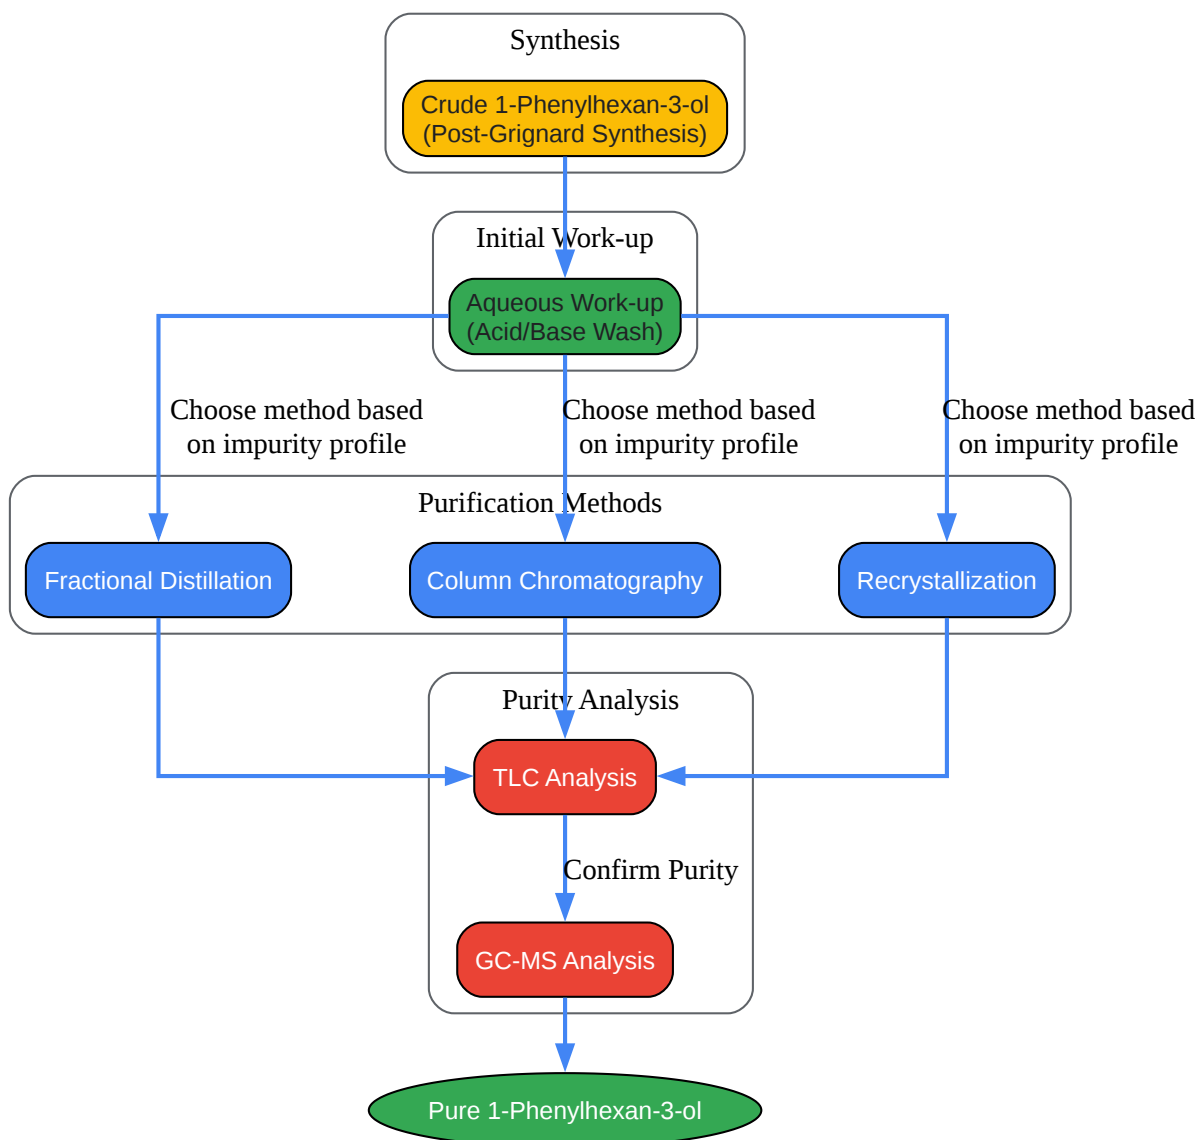 Synthesis
Crude 1-Phenylhexan-3-ol
(Post-Grignard Synthesis)
Initial Work-up
Aqueous Work-up
(Acid/Base Wash)
Choose method based
on impurity profile
Choose method based
on impurity profile
Choose method based
on impurity profile
Purification Methods
Fractional Distillation
Column Chromatography
Recrystallization
Purity Analysis
TLC Analysis
Confirm Purity
GC-MS Analysis
Pure 1-Phenylhexan-3-ol